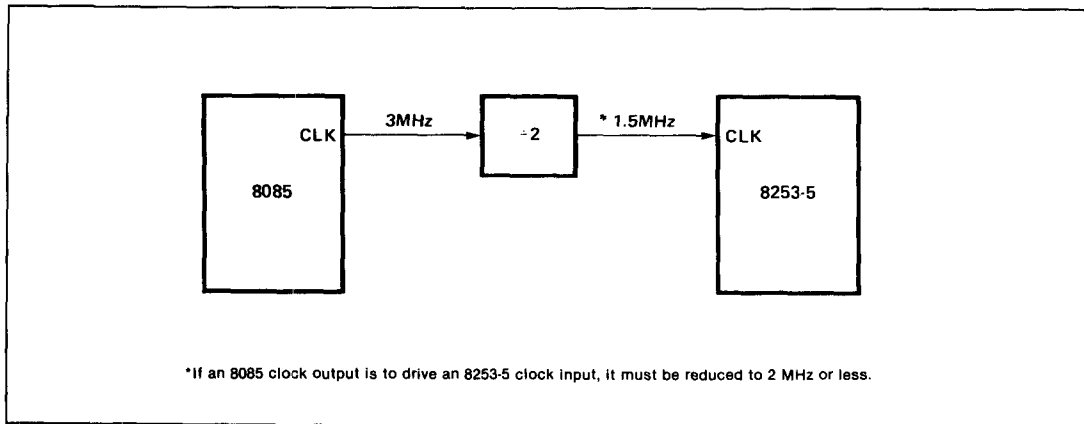 3MHz
÷2
* 1.5MHz
CLK
CLK
8085
8253-5
*If an 8085 clock output is to drive an 8253-5 clock input, it must be reduced to 2 MHz or less.